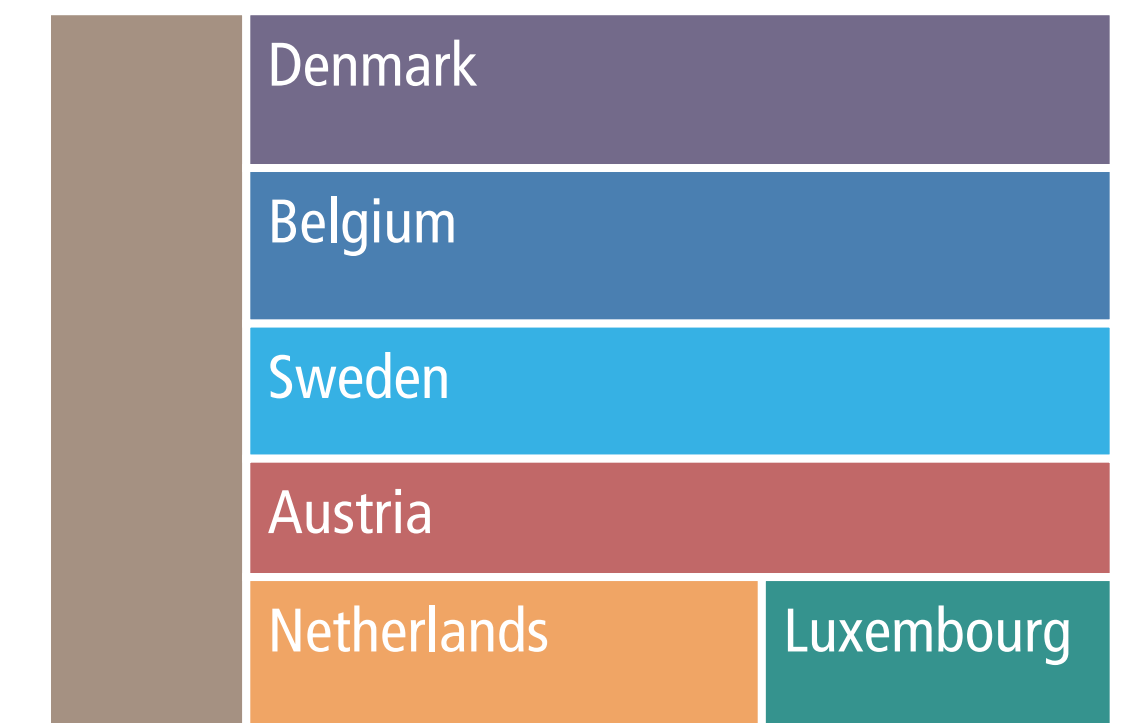 Denmark
Belgium
Sweden
Austria
Netherlands
Luxembourg